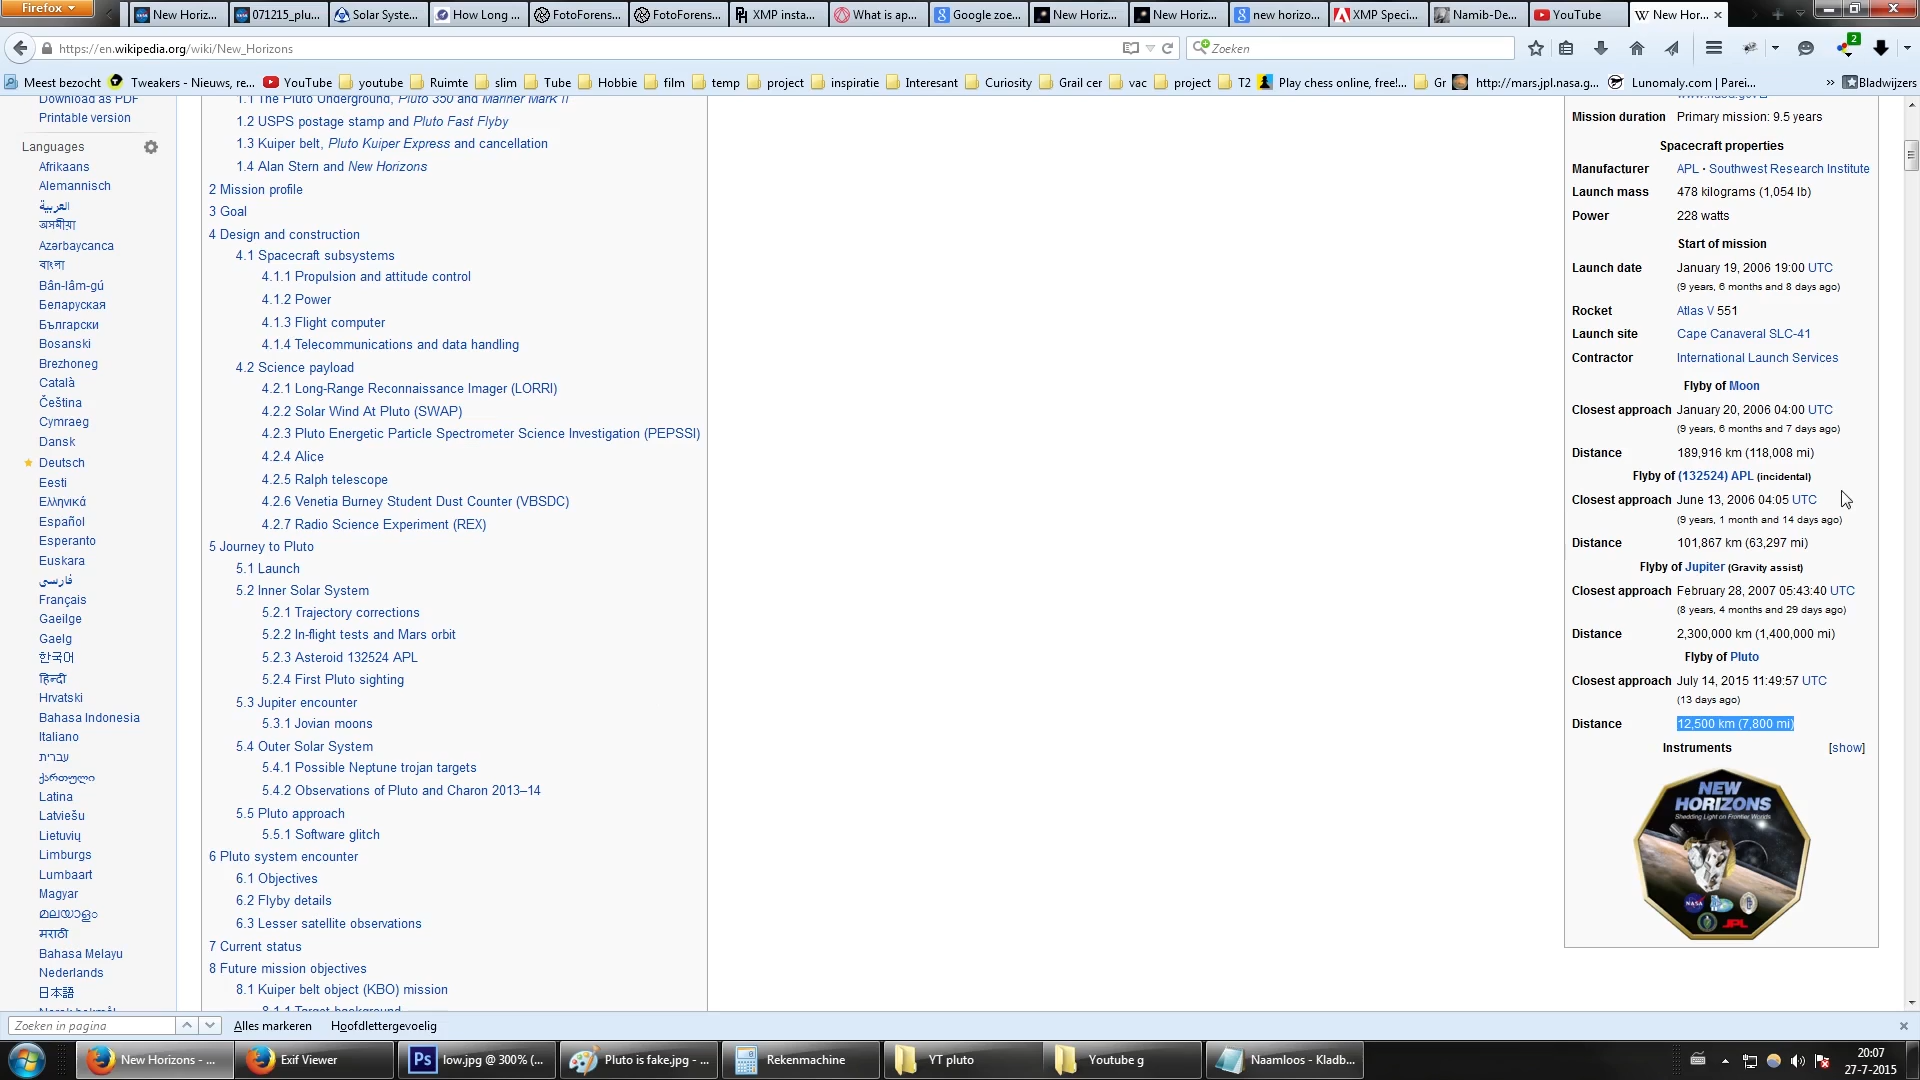 Firefox
New Horiz...
071215_plu...
Solar Syste...
How Long ...
FotoForens...
FotoForens...
XMP insta...
What is ap...
Google zoe...
New Horiz...
New Horiz...
new horizo...
XMP Speci...
Namib-De...
YouTube
New Hor...
https://en.wikipedia.org/wiki/New_Horizons
Zoeken
2
Meest bezocht
Tweakers - Nieuws, re...
YouTube
youtube
Ruimte
slim
Tube
Hobbie
film
temp
project
inspiratie
Interesant
Curiosity
Grail cer
vac
project
T2
Play chess online, free!...
Gr
http://mars.jpl.nasa.g...
Lunomaly.com | Parei...
Bladwijzers
Download as PDF
Printable version
Languages
Afrikaans
Alemannisch
العربية
অসমীয়া
Azərbaycanca
বাংলা
Bân-lâm-gú
Беларуская
Български
Bosanski
Brezhoneg
Català
Čeština
Cymraeg
Dansk
Deutsch
Eesti
Ελληνικά
Español
Esperanto
Euskara
فارسی
Français
Gaeilge
Gaelg
한국어
हिन्दी
Hrvatski
Bahasa Indonesia
Italiano
עברית
ქართული
Latina
Latviešu
Lietuvių
Limburgs
Lumbaart
Magyar
മലയാളം
मराठी
Bahasa Melayu
Nederlands
日本語
Norsk bokmål
1.1 The Pluto Underground, Pluto 350 and Mariner Mark II
1.2 USPS postage stamp and Pluto Fast Flyby
1.3 Kuiper belt, Pluto Kuiper Express and cancellation
1.4 Alan Stern and New Horizons
2 Mission profile
3 Goal
4 Design and construction
4.1 Spacecraft subsystems
4.1.1 Propulsion and attitude control
4.1.2 Power
4.1.3 Flight computer
4.1.4 Telecommunications and data handling
4.2 Science payload
4.2.1 Long-Range Reconnaissance Imager (LORRI)
4.2.2 Solar Wind At Pluto (SWAP)
4.2.3 Pluto Energetic Particle Spectrometer Science Investigation (PEPSSI)
4.2.4 Alice
4.2.5 Ralph telescope
4.2.6 Venetia Burney Student Dust Counter (VBSDC)
4.2.7 Radio Science Experiment (REX)
5 Journey to Pluto
5.1 Launch
5.2 Inner Solar System
5.2.1 Trajectory corrections
5.2.2 In-flight tests and Mars orbit
5.2.3 Asteroid 132524 APL
5.2.4 First Pluto sighting
5.3 Jupiter encounter
5.3.1 Jovian moons
5.4 Outer Solar System
5.4.1 Possible Neptune trojan targets
5.4.2 Observations of Pluto and Charon 2013–14
5.5 Pluto approach
5.5.1 Software glitch
6 Pluto system encounter
6.1 Objectives
6.2 Flyby details
6.3 Lesser satellite observations
7 Current status
8 Future mission objectives
8.1 Kuiper belt object (KBO) mission
8.1.1 Target background
www.nasa.gov
Mission duration Primary mission: 9.5 years
Spacecraft properties
Manufacturer APL · Southwest Research Institute
Launch mass 478 kilograms (1,054 lb)
Power 228 watts
Start of mission
Launch date January 19, 2006 19:00 UTC
(9 years, 6 months and 8 days ago)
Rocket Atlas V 551
Launch site Cape Canaveral SLC-41
Contractor International Launch Services
Flyby of Moon
Closest approach January 20, 2006 04:00 UTC
(9 years, 6 months and 7 days ago)
Distance 189,916 km (118,008 mi)
Flyby of (132524) APL (incidental)
Closest approach June 13, 2006 04:05 UTC
(9 years, 1 month and 14 days ago)
Distance 101,867 km (63,297 mi)
Flyby of Jupiter (Gravity assist)
Closest approach February 28, 2007 05:43:40 UTC
(8 years, 4 months and 29 days ago)
Distance 2,300,000 km (1,400,000 mi)
Flyby of Pluto
Closest approach July 14, 2015 11:49:57 UTC
(13 days ago)
Distance 12,500 km (7,800 mi)
Instruments [show]
NEW
HORIZONS
Shedding Light on Frontier Worlds
NASA
JPL
Zoeken in pagina
Alles markeren
Hoofdlettergevoelig
New Horizons - ...
Exif Viewer
Ps
low.jpg @ 300% (...
Pluto is fake.jpg - ...
Rekenmachine
YT pluto
Youtube g
Naamloos - Kladb...
20:07
27-7-2015